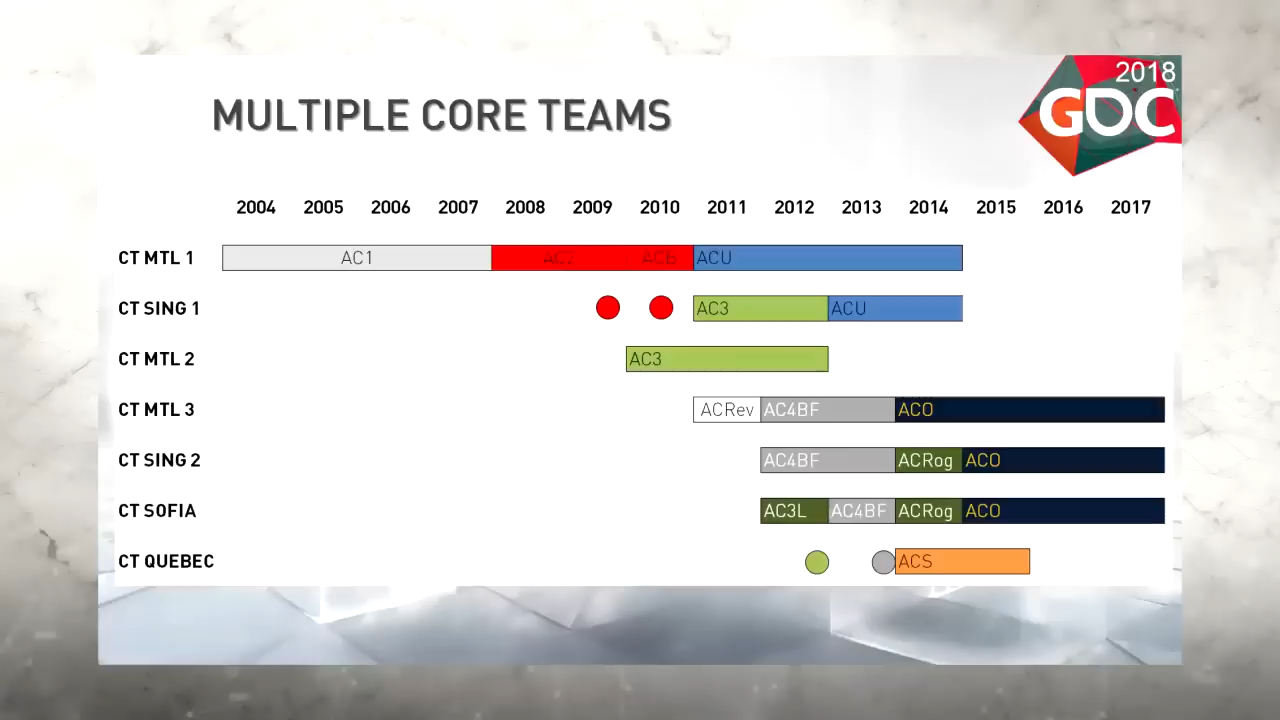 2018
GDC
MULTIPLE CORE TEAMS
2004 2005 2006 2007 2008 2009 2010 2011 2012 2013 2014 2015 2016 2017
CT MTL 1 AC1 AC2 ACB ACU
CT SING 1 AC3 ACU
CT MTL 2 AC3
CT MTL 3 ACRev AC4BF ACO
CT SING 2 AC4BF ACRog ACO
CT SOFIA AC3L AC4BF ACRog ACO
CT QUEBEC ACS